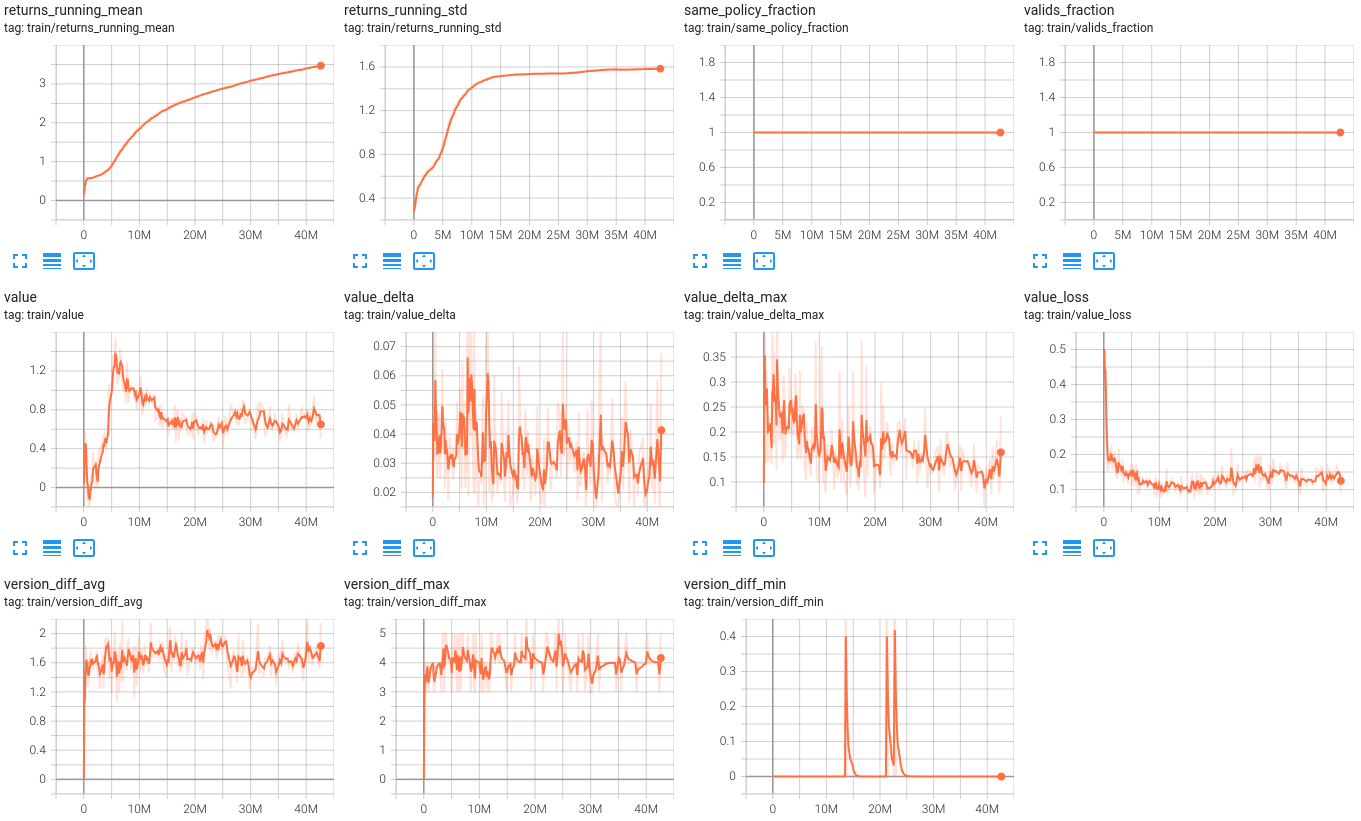 returns_running_mean
tag: train/returns_running_mean
3
2
1
0
0 10M 20M 30M 40M
returns_running_std
tag: train/returns_running_std
1.6
1.2
0.8
0.4
0 5M 10M 15M 20M 25M 30M 35M 40M
same_policy_fraction
tag: train/same_policy_fraction
1.8
1.4
1
0.6
0.2
0 5M 10M 15M 20M 25M 30M 35M 40M
valids_fraction
tag: train/valids_fraction
1.8
1.4
1
0.6
0.2
0 5M 10M 15M 20M 25M 30M 35M 40M
value
tag: train/value
1.2
0.8
0.4
0
0 10M 20M 30M 40M
value_delta
tag: train/value_delta
0.07
0.06
0.05
0.04
0.03
0.02
0 10M 20M 30M 40M
value_delta_max
tag: train/value_delta_max
0.35
0.3
0.25
0.2
0.15
0.1
0 10M 20M 30M 40M
value_loss
tag: train/value_loss
0.5
0.4
0.3
0.2
0.1
0 10M 20M 30M 40M
version_diff_avg
tag: train/version_diff_avg
2
1.6
1.2
0.8
0.4
0
0 10M 20M 30M 40M
version_diff_max
tag: train/version_diff_max
5
4
3
2
1
0
0 10M 20M 30M 40M
version_diff_min
tag: train/version_diff_min
0.4
0.3
0.2
0.1
0
0 10M 20M 30M 40M